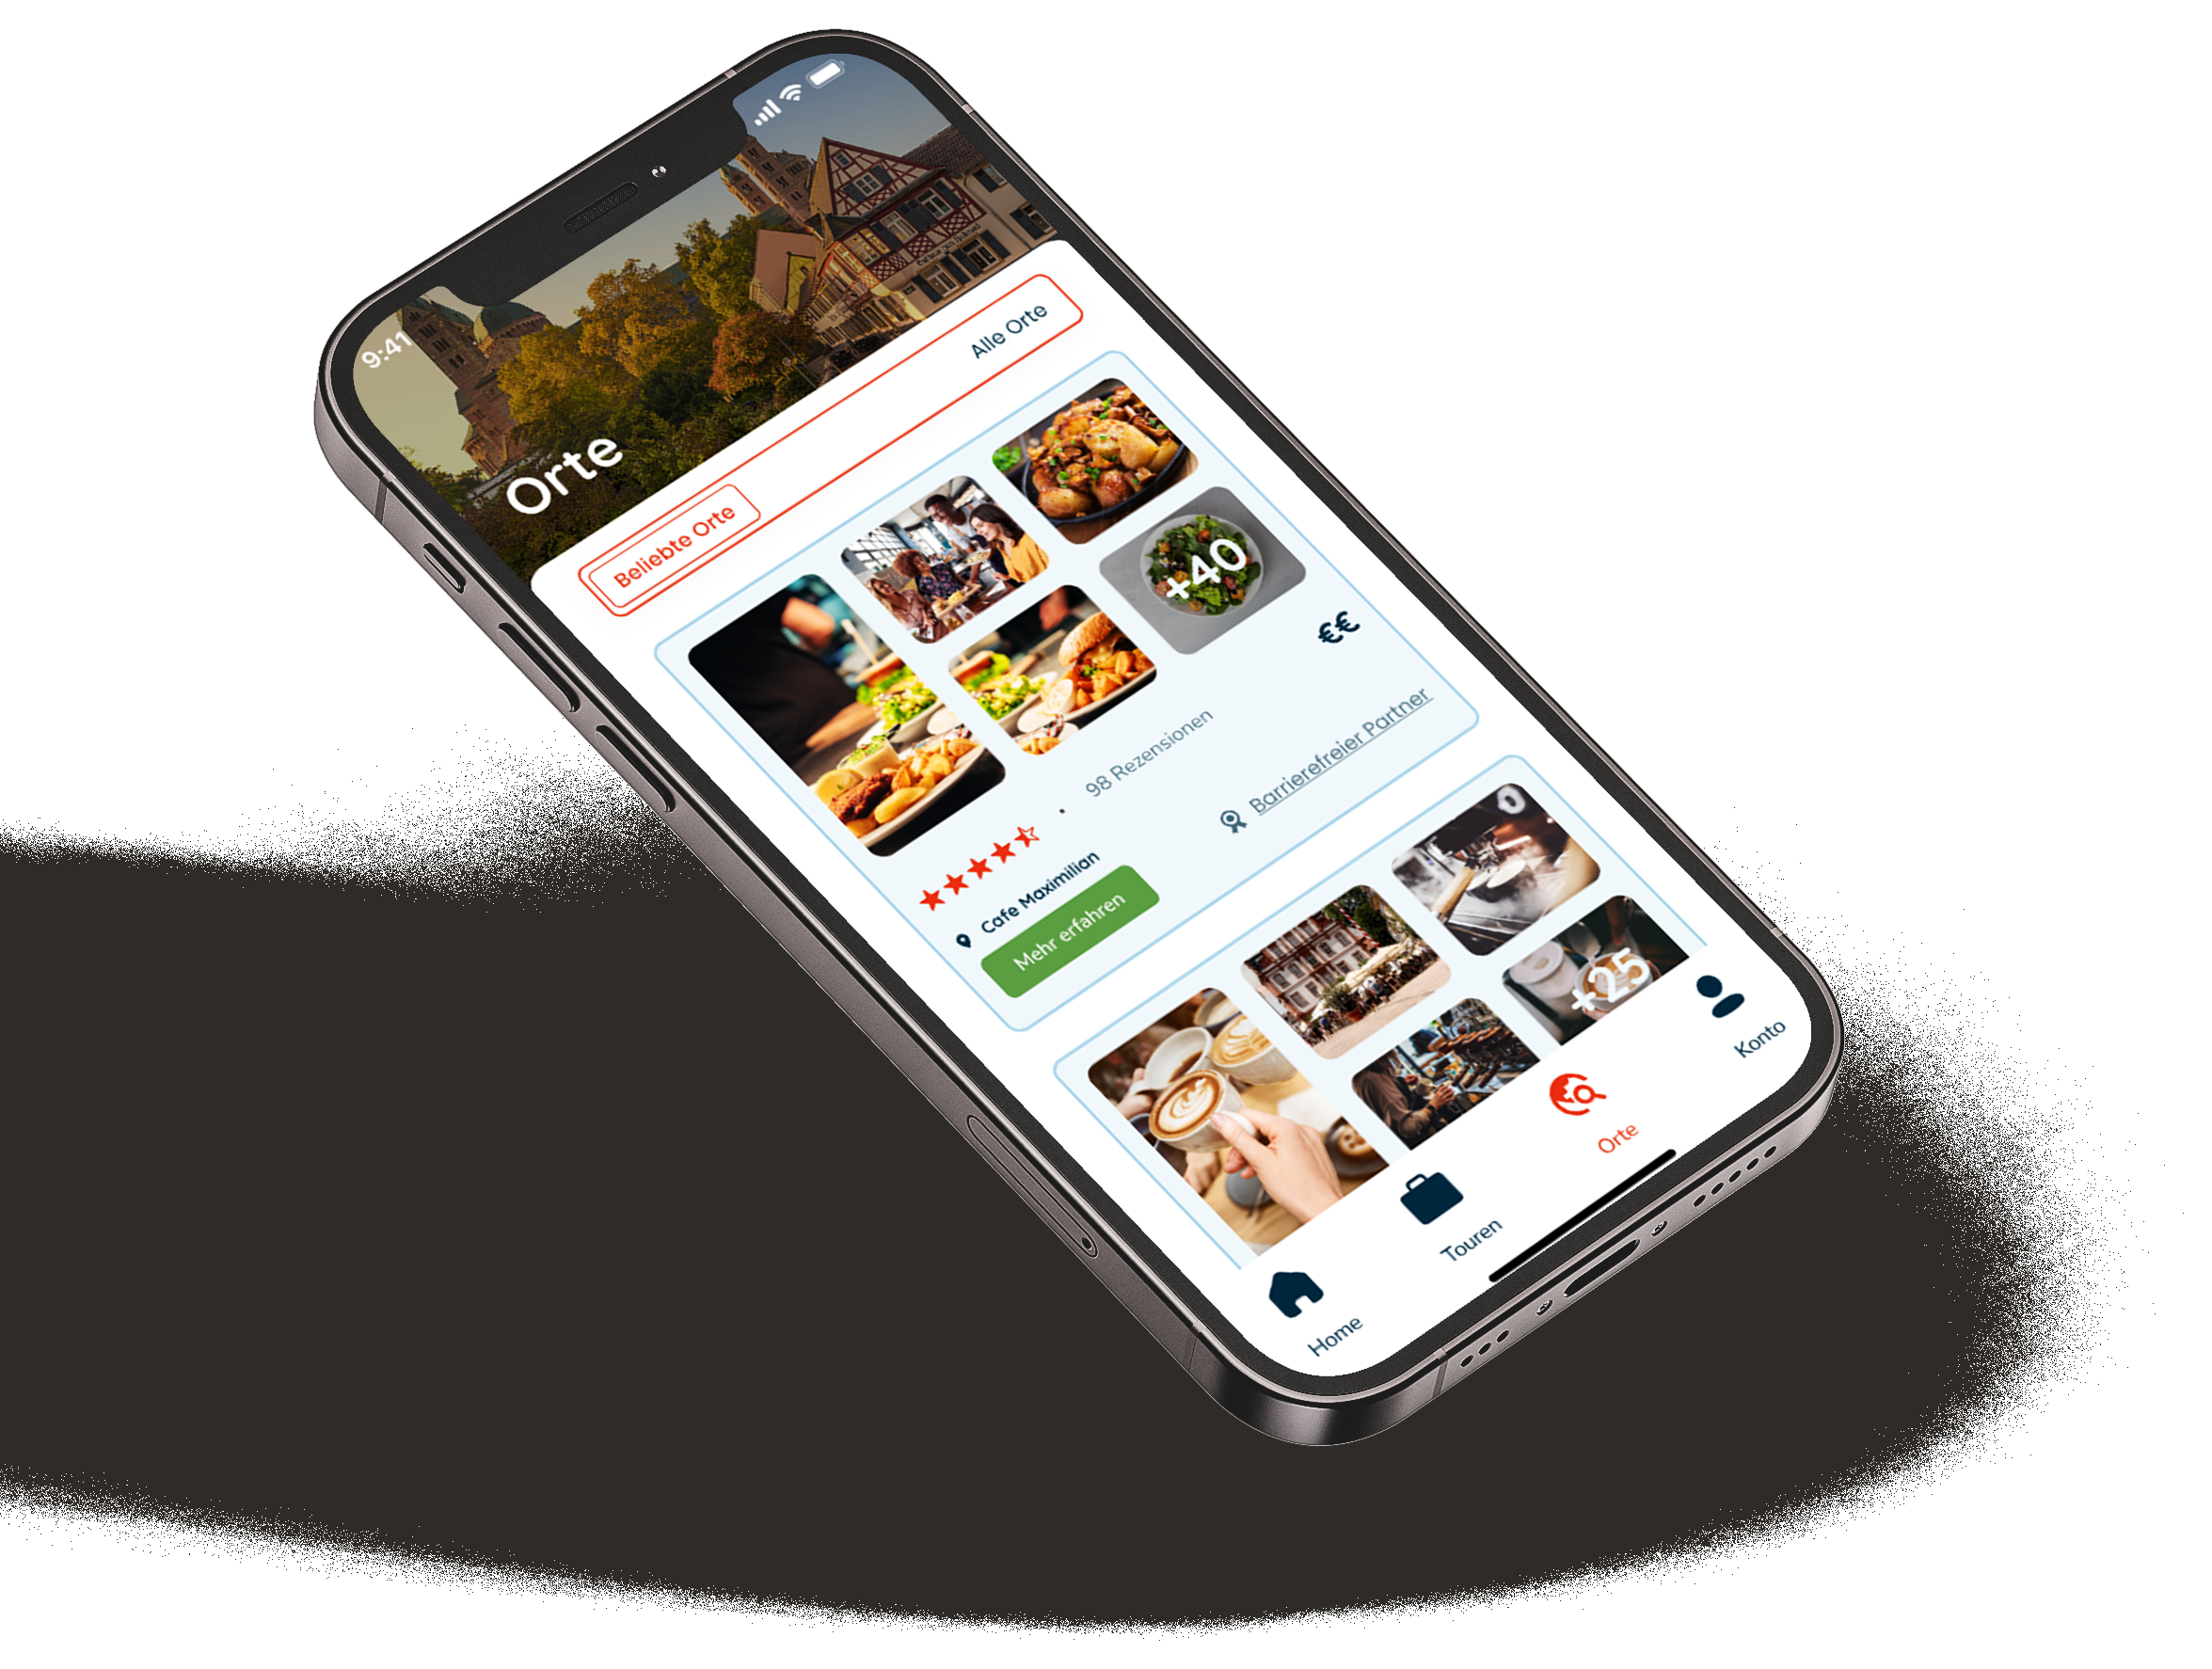 9:41
Orte
Beliebte Orte
Alle Orte
+40
98 Rezensionen
€€
Cafe Maximilian
Barrierefreier Partner
Mehr erfahren
+25
Home
Touren
Orte
Konto